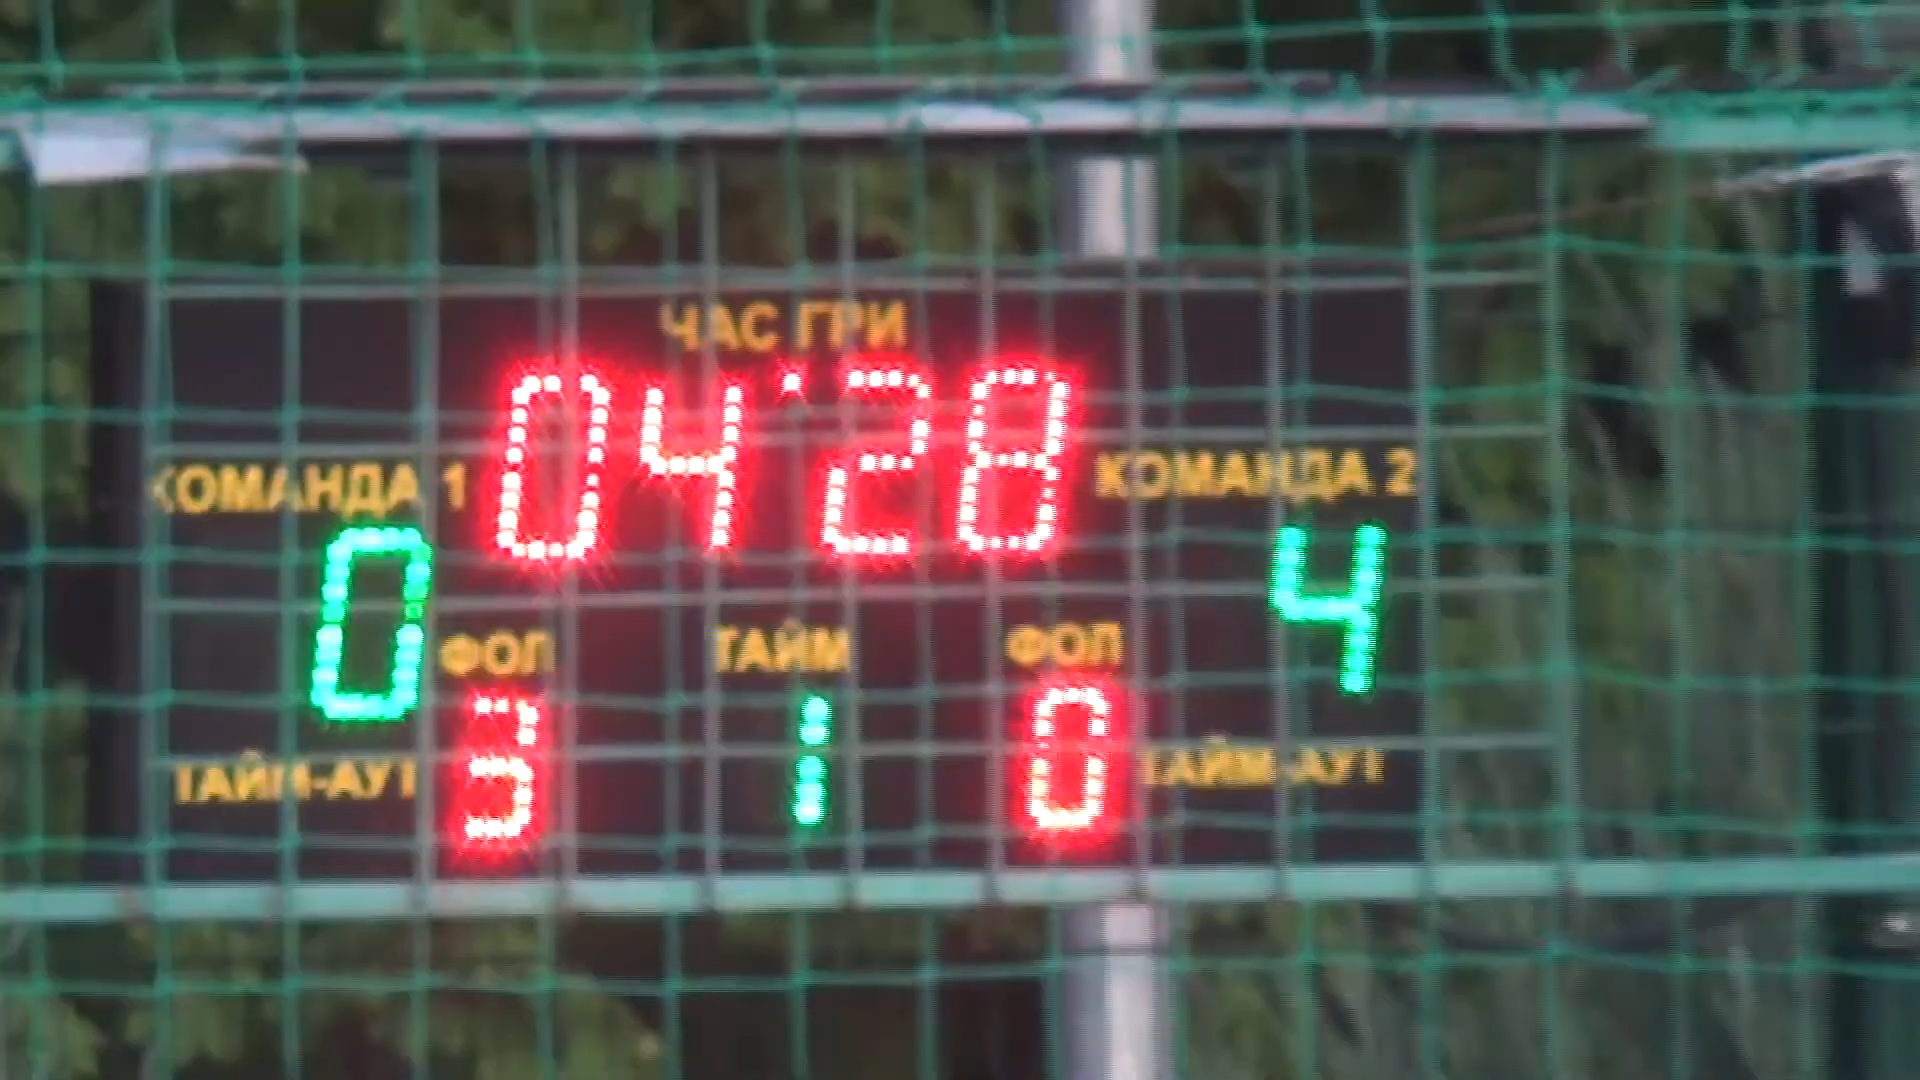 ЧАС ГРИ
04'28
КОМАНДА 1
КОМАНДА 2
0
4
ФОЛ
ТАЙМ
ФОЛ
3
1
0
ТАЙМ-АУТ
ТАЙМ-АУТ